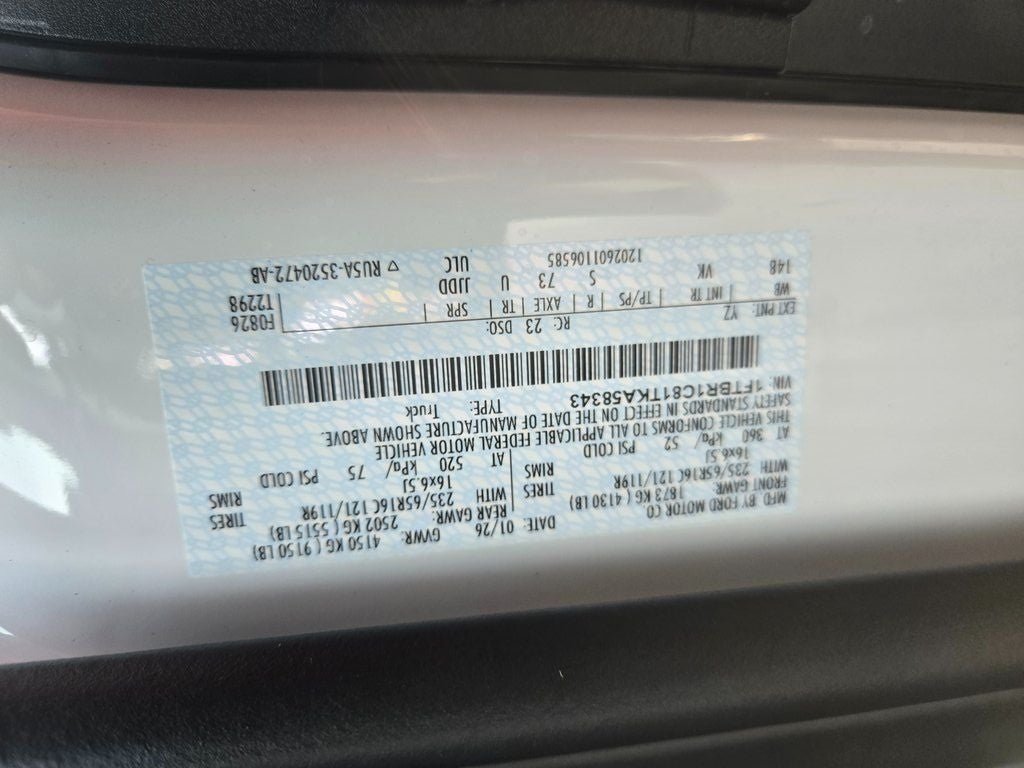 MFD BY FORD MOTOR CO.
DATE: 01/26 GVWR: 4150 KG ( 9150 LB)
FRONT GAWR: 1873 KG ( 4130 LB) REAR GAWR: 2502 KG ( 5515 LB)
WITH 235/65R16C 121/119R TIRES WITH 235/65R16C 121/119R TIRES
16x6.5J RIMS 16x6.5J RIMS
AT 360 kPa/ 52 PSI COLD AT 520 kPa/ 75 PSI COLD
THIS VEHICLE CONFORMS TO ALL APPLICABLE FEDERAL MOTOR VEHICLE
SAFETY STANDARDS IN EFFECT ON THE DATE OF MANUFACTURE SHOWN ABOVE.
VIN: 1FTBR1C81TKA58343 TYPE: Truck
F0826
T2298
EXT PNT: YZ RC: 23 DSO:
WB INT TR TP/PS R AXLE TR SPR
148 VK S 73 U JJDD
1202601106585 ULC ▽ RU5A-3520472-AB